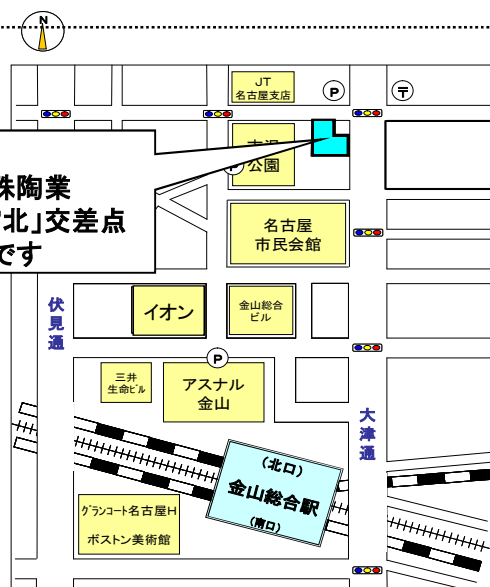 N
JT
名古屋支店
P
〒
公園
P
殊陶業
北」交差点
です
名古屋
市民会館
伏見通
イオン
金山総合
ビル
P
三井
生命ビル
アスナル
金山
大津通
(北口)
金山総合駅
(南口)
グランコート名古屋H
ボストン美術館